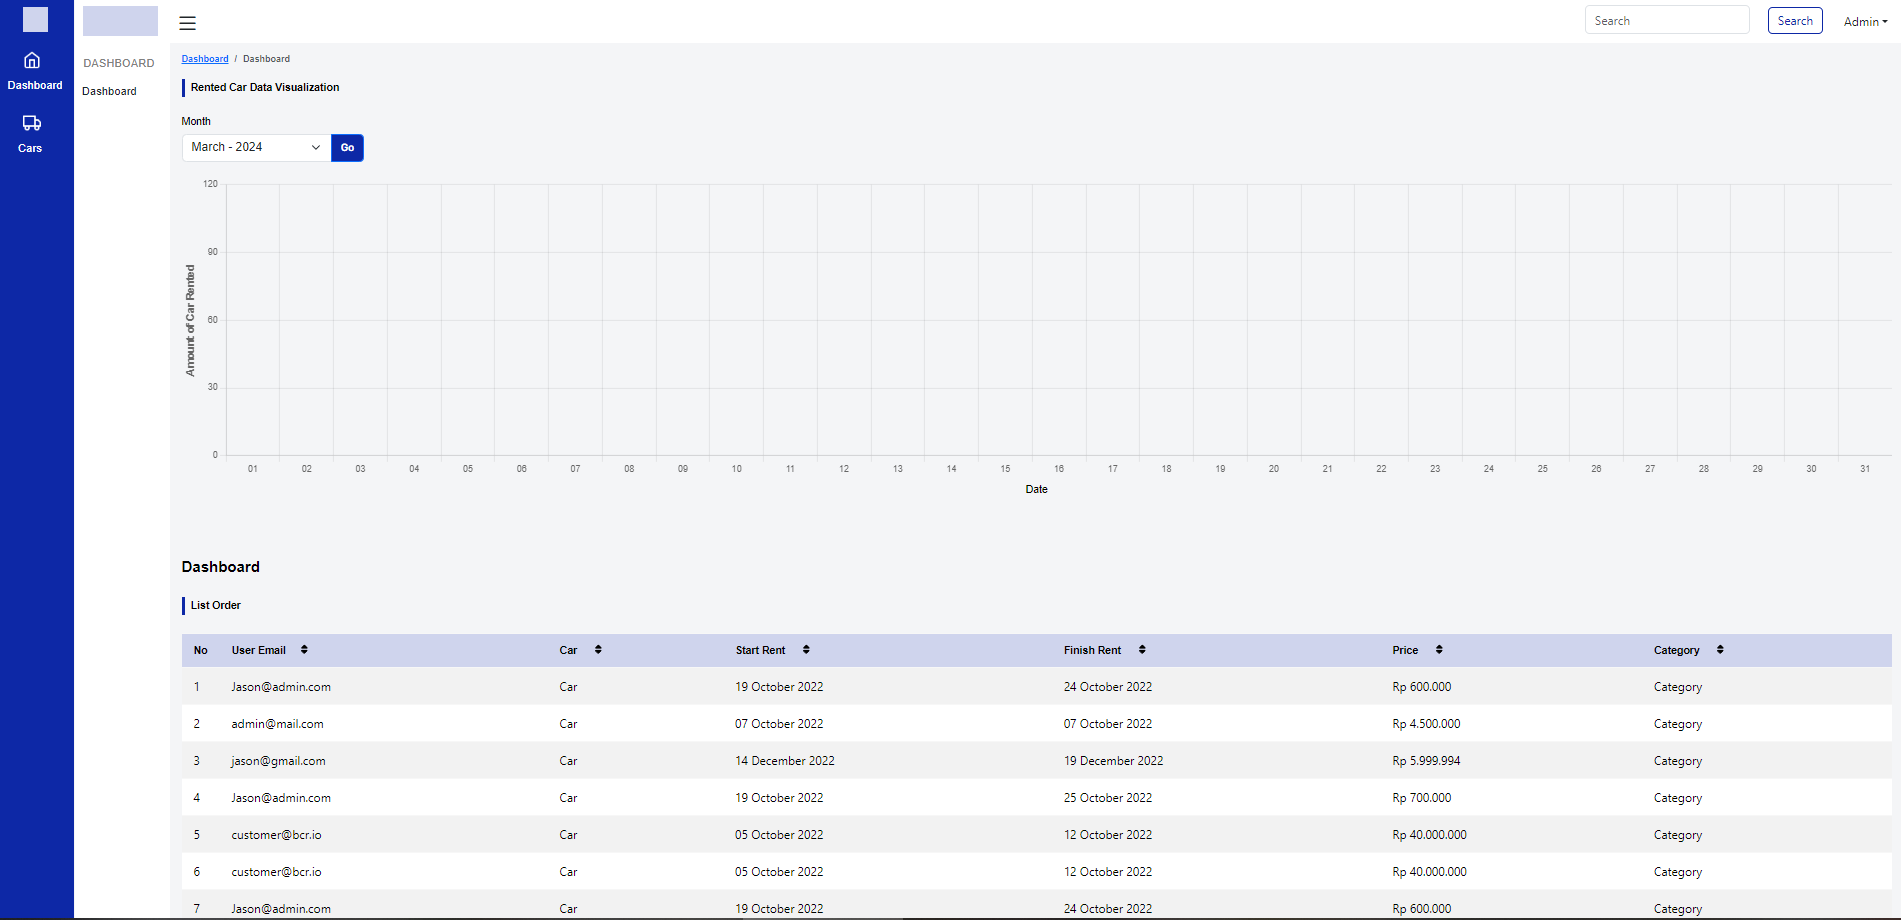 Search Search Admin
Dashboard
Cars
DASHBOARD
Dashboard
Dashboard / Dashboard
Rented Car Data Visualization
Month
March - 2024 Go
Amount of Car Rented
120
90
60
30
0
01 02 03 04 05 06 07 08 09 10 11 12 13 14 15 16 17 18 19 20 21 22 23 24 25 26 27 28 29 30 31
Date
Dashboard
List Order
No User Email Car Start Rent Finish Rent Price Category
1 Jason@admin.com Car 19 October 2022 24 October 2022 Rp 600.000 Category
2 admin@mail.com Car 07 October 2022 07 October 2022 Rp 4.500.000 Category
3 jason@gmail.com Car 14 December 2022 19 December 2022 Rp 5.999.994 Category
4 Jason@admin.com Car 19 October 2022 25 October 2022 Rp 700.000 Category
5 customer@bcr.io Car 05 October 2022 12 October 2022 Rp 40.000.000 Category
6 customer@bcr.io Car 05 October 2022 12 October 2022 Rp 40.000.000 Category
7 Jason@admin.com Car 19 October 2022 24 October 2022 Rp 600.000 Category